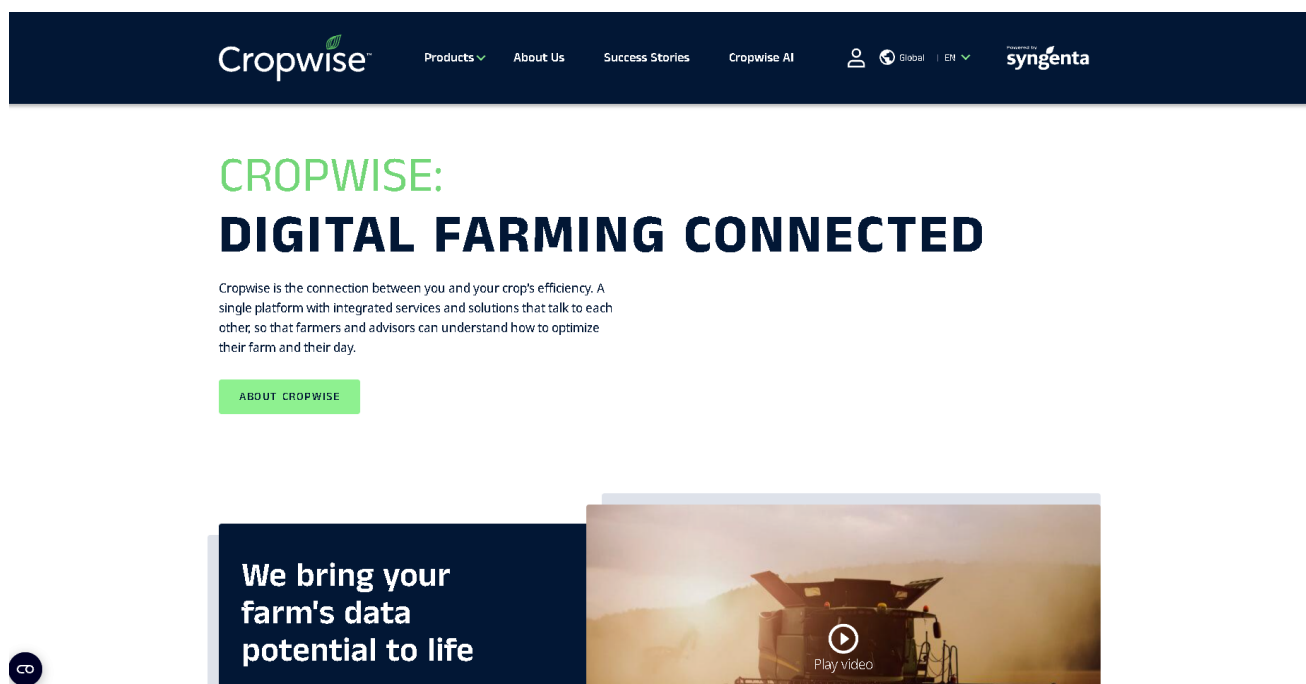 Cropwise™
Products
About Us
Success Stories
Cropwise AI
Global | EN
Powered by
syngenta
CROPWISE:
DIGITAL FARMING CONNECTED
Cropwise is the connection between you and your crop's efficiency. A
single platform with integrated services and solutions that talk to each
other, so that farmers and advisors can understand how to optimize
their farm and their day.
ABOUT CROPWISE
We bring your
farm's data
potential to life
Play video